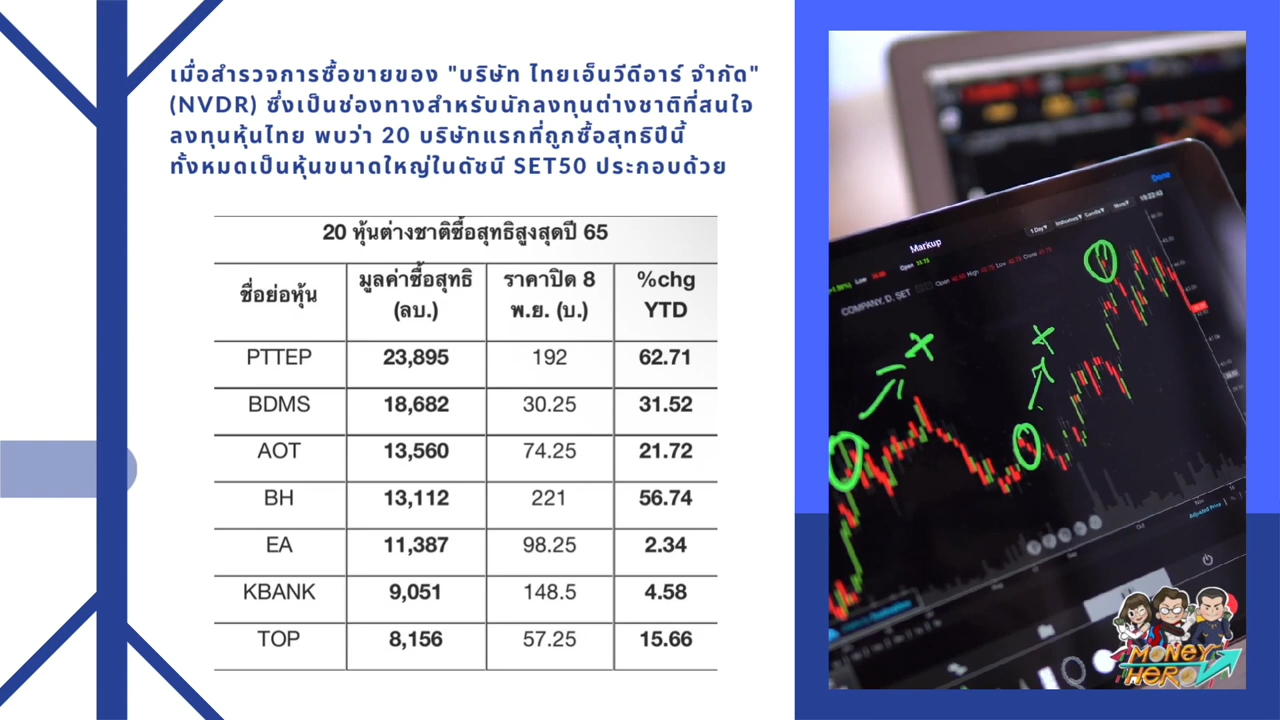 เมื่อสำรวจการซื้อขายของ "บริษัท ไทยเอ็นวีดีอาร์ จำกัด"
(NVDR) ซึ่งเป็นช่องทางสำหรับนักลงทุนต่างชาติที่สนใจ
ลงทุนหุ้นไทย พบว่า 20 บริษัทแรกที่ถูกซื้อสุทธิปีนี้
ทั้งหมดเป็นหุ้นขนาดใหญ่ในดัชนี SET50 ประกอบด้วย
20 หุ้นต่างชาติซื้อสุทธิสูงสุดปี 65
ชื่อย่อหุ้น มูลค่าซื้อสุทธิ (ลบ.) ราคาปิด 8 พ.ย. (บ.) %chg YTD
PTTEP 23,895 192 62.71
BDMS 18,682 30.25 31.52
AOT 13,560 74.25 21.72
BH 13,112 221 56.74
EA 11,387 98.25 2.34
KBANK 9,051 148.5 4.58
TOP 8,156 57.25 15.66
Done
Markup
1 Day
COMPANY, D, SET
Adjusted Price
MONEY
HERO